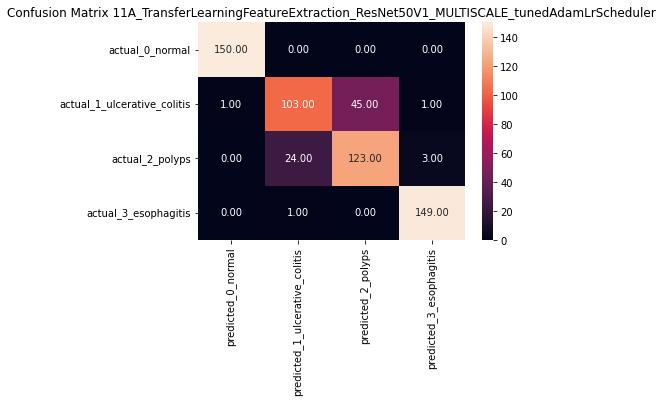 Confusion Matrix 11A_TransferLearningFeatureExtraction_ResNet50V1_MULTISCALE_tunedAdamLrScheduler
actual_0_normal 150.00 0.00 0.00 0.00
actual_1_ulcerative_colitis 1.00 103.00 45.00 1.00
actual_2_polyps 0.00 24.00 123.00 3.00
actual_3_esophagitis 0.00 1.00 0.00 149.00
140
120
100
80
60
40
20
0
predicted_0_normal
predicted_1_ulcerative_colitis
predicted_2_polyps
predicted_3_esophagitis